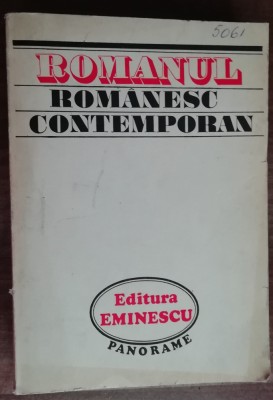 5061
ROMANUL
ROMÂNESC
CONTEMPORAN
Editura
EMINESCU
PANORAME